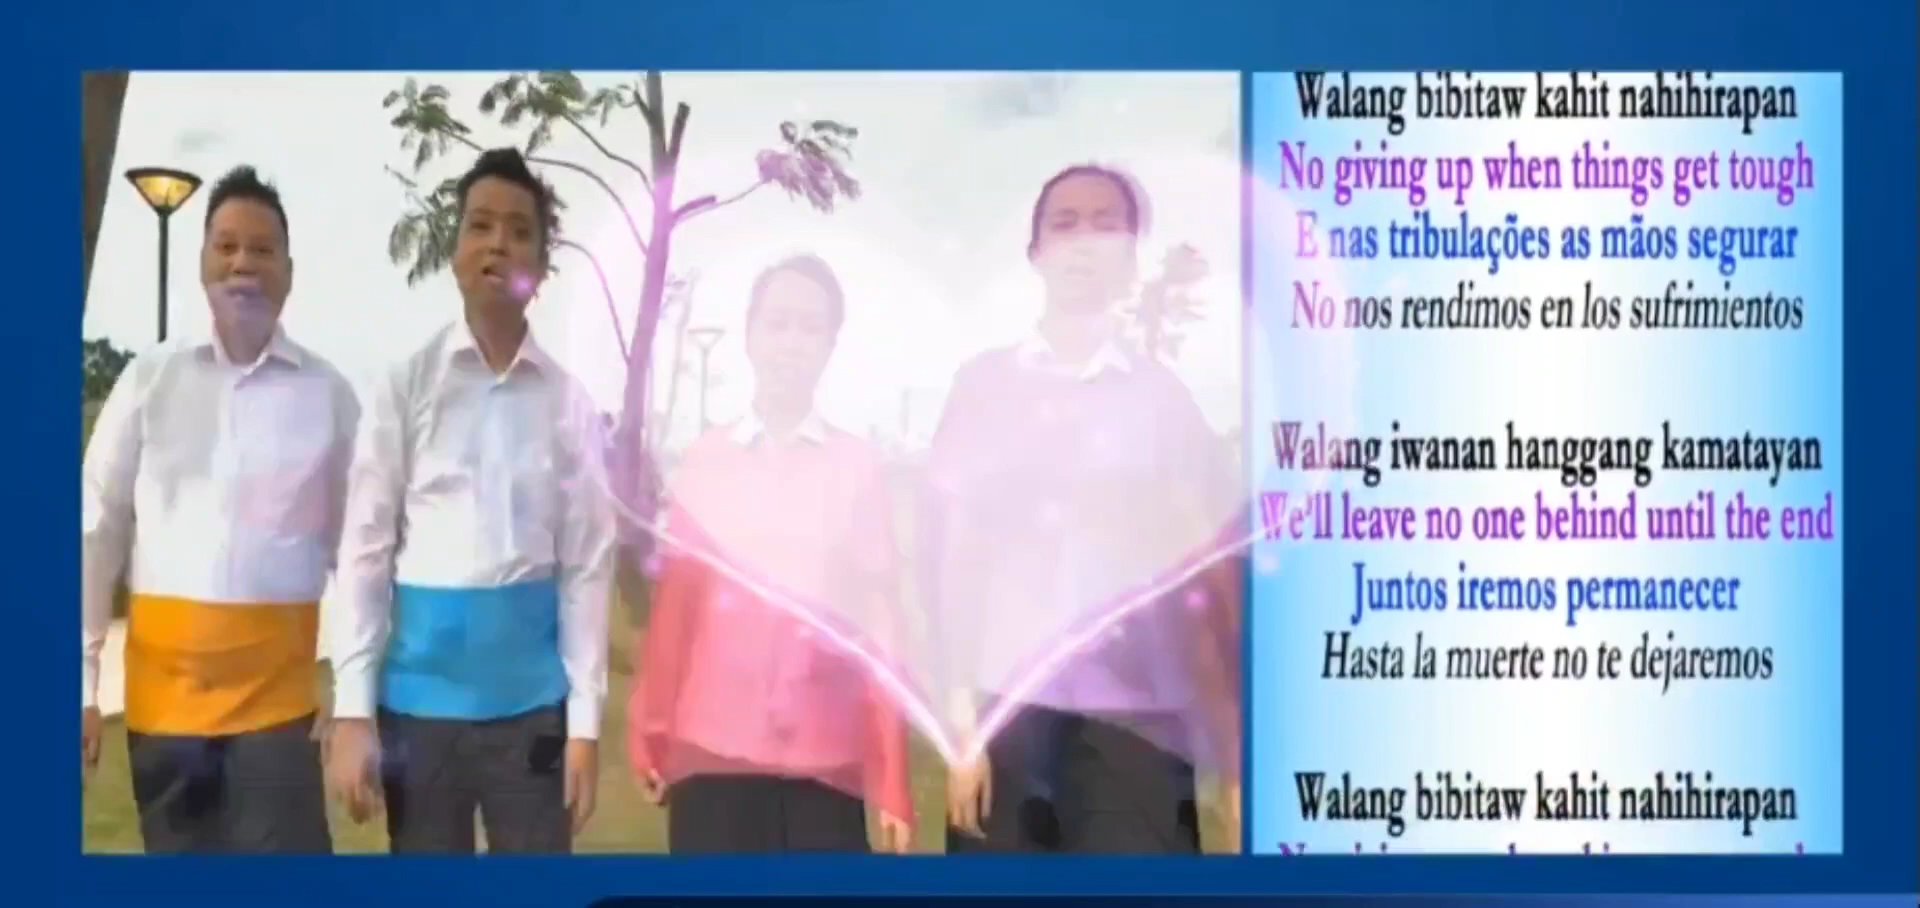 Walang bibitaw kahit nahihirapan
No giving up when things get tough
E nas tribulações as mãos segurar
No nos rendimos en los sufrimientos
Walang iwanan hanggang kamatayan
We'll leave no one behind until the end
Juntos iremos permanecer
Hasta la muerte no te dejaremos
Walang bibitaw kahit nahihirapan